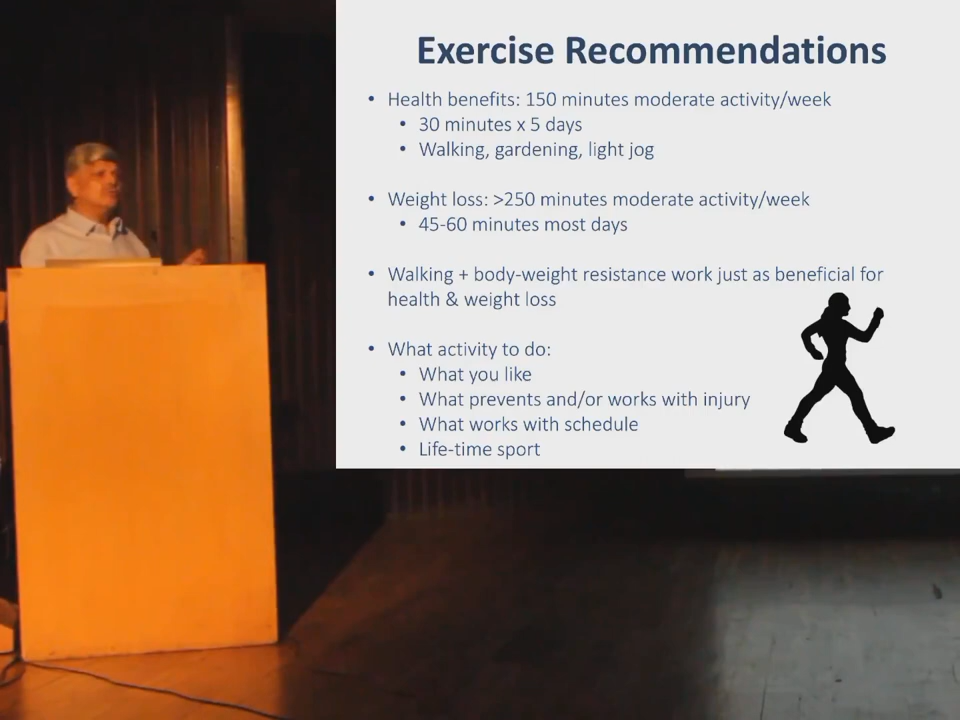 Exercise Recommendations
• Health benefits: 150 minutes moderate activity/week
• 30 minutes x 5 days
• Walking, gardening, light jog
• Weight loss: >250 minutes moderate activity/week
• 45-60 minutes most days
• Walking + body-weight resistance work just as beneficial for
health & weight loss
• What activity to do:
• What you like
• What prevents and/or works with injury
• What works with schedule
• Life-time sport